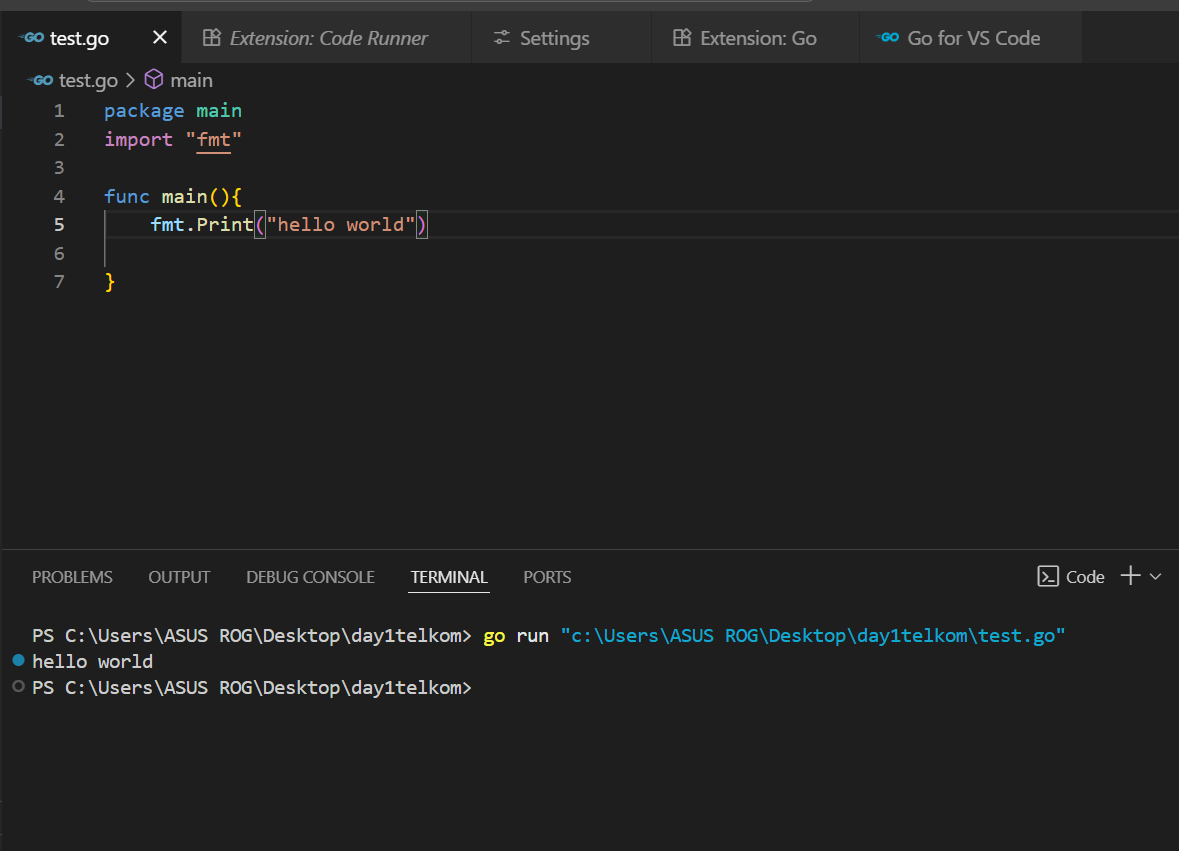 GO test.go × Extension: Code Runner Settings Extension: Go GO Go for VS Code
GO test.go > main
1 package main
2 import "fmt"
3
4 func main(){
5     fmt.Print("hello world")
6
7 }
PROBLEMS OUTPUT DEBUG CONSOLE TERMINAL PORTS Code
PS C:\Users\ASUS ROG\Desktop\day1telkom> go run "c:\Users\ASUS ROG\Desktop\day1telkom\test.go"
hello world
PS C:\Users\ASUS ROG\Desktop\day1telkom>